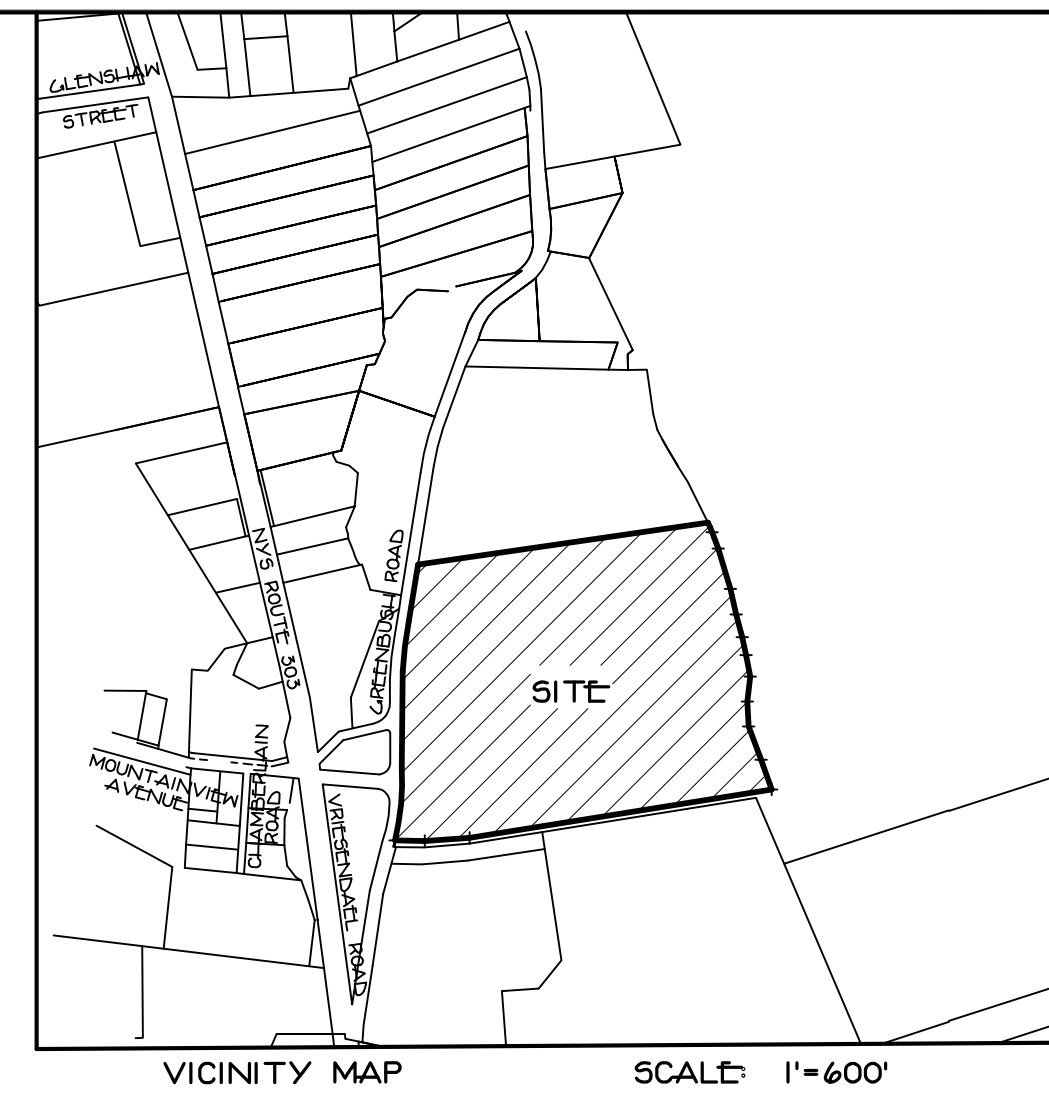 GLENSHAW
STREET
NYS ROUTE 303
GREENBUSH ROAD
SITE
MOUNTAINVIEW
AVENUE
CHAMBERLAIN
ROAD
VRIESENDAEL ROAD
VICINITY MAP SCALE: 1'=600'